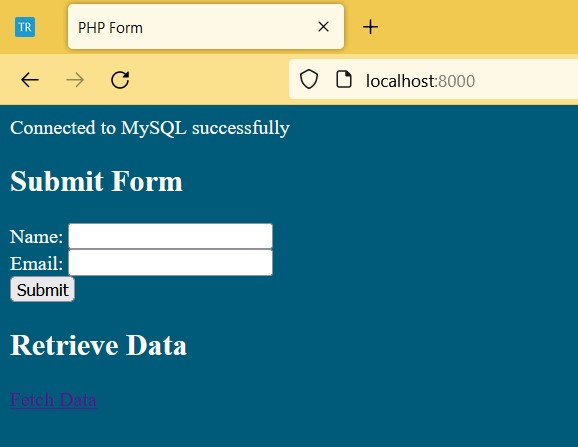 TR
PHP Form
localhost:8000
Connected to MySQL successfully
Submit Form
Name:
Email:
Submit
Retrieve Data
Fetch Data